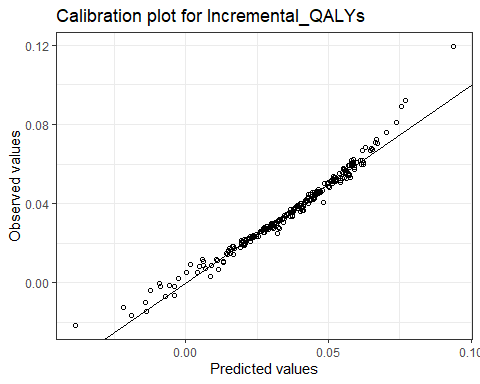 Calibration plot for Incremental_QALYs
0.12
0.08
0.04
0.00
Observed values
0.00 0.05 0.10
Predicted values